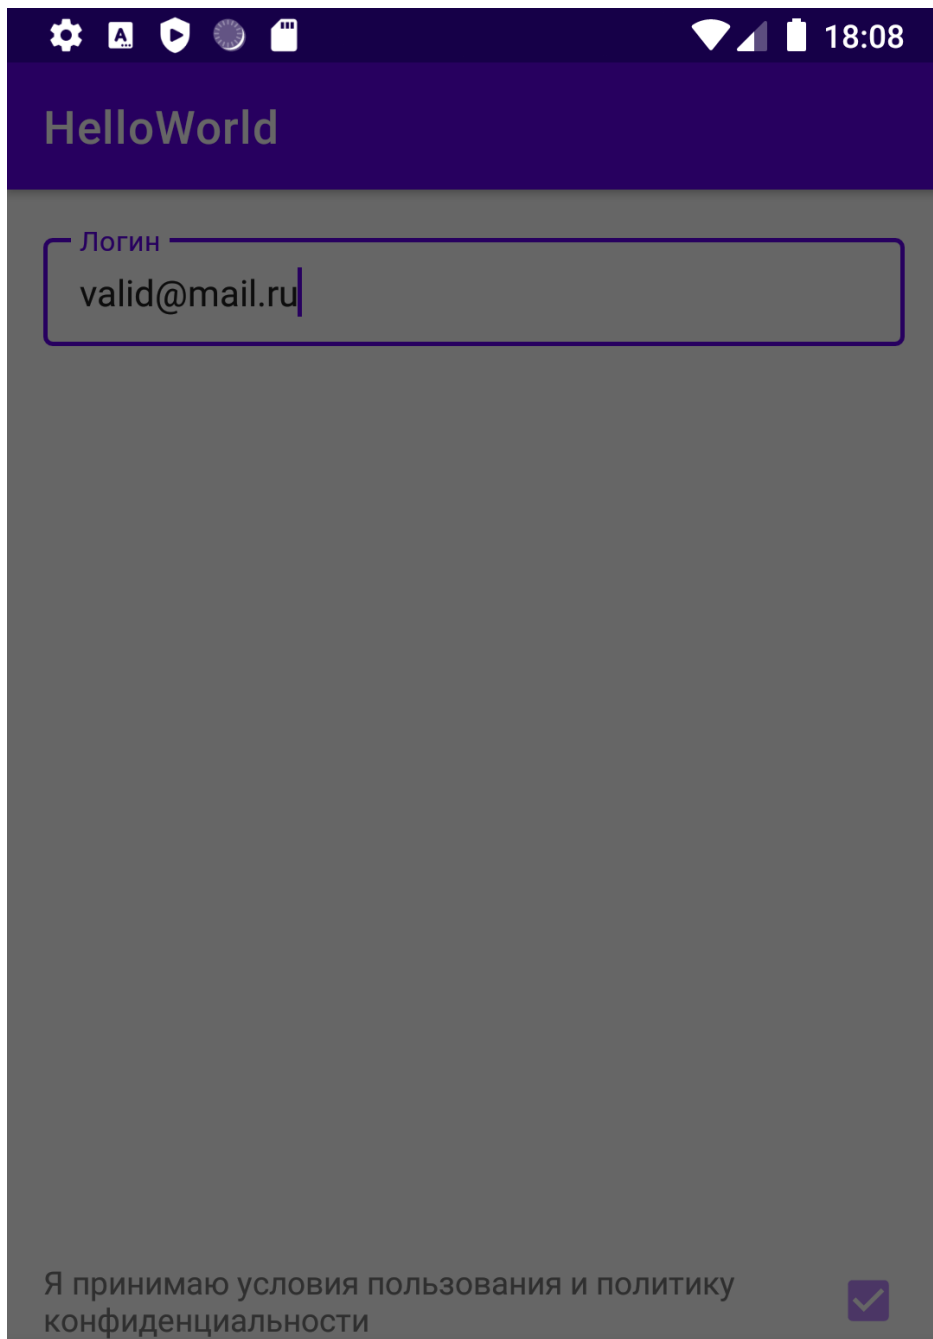 18:08
HelloWorld
Логин
valid@mail.ru
Я принимаю условия пользования и политику
конфиденциальности